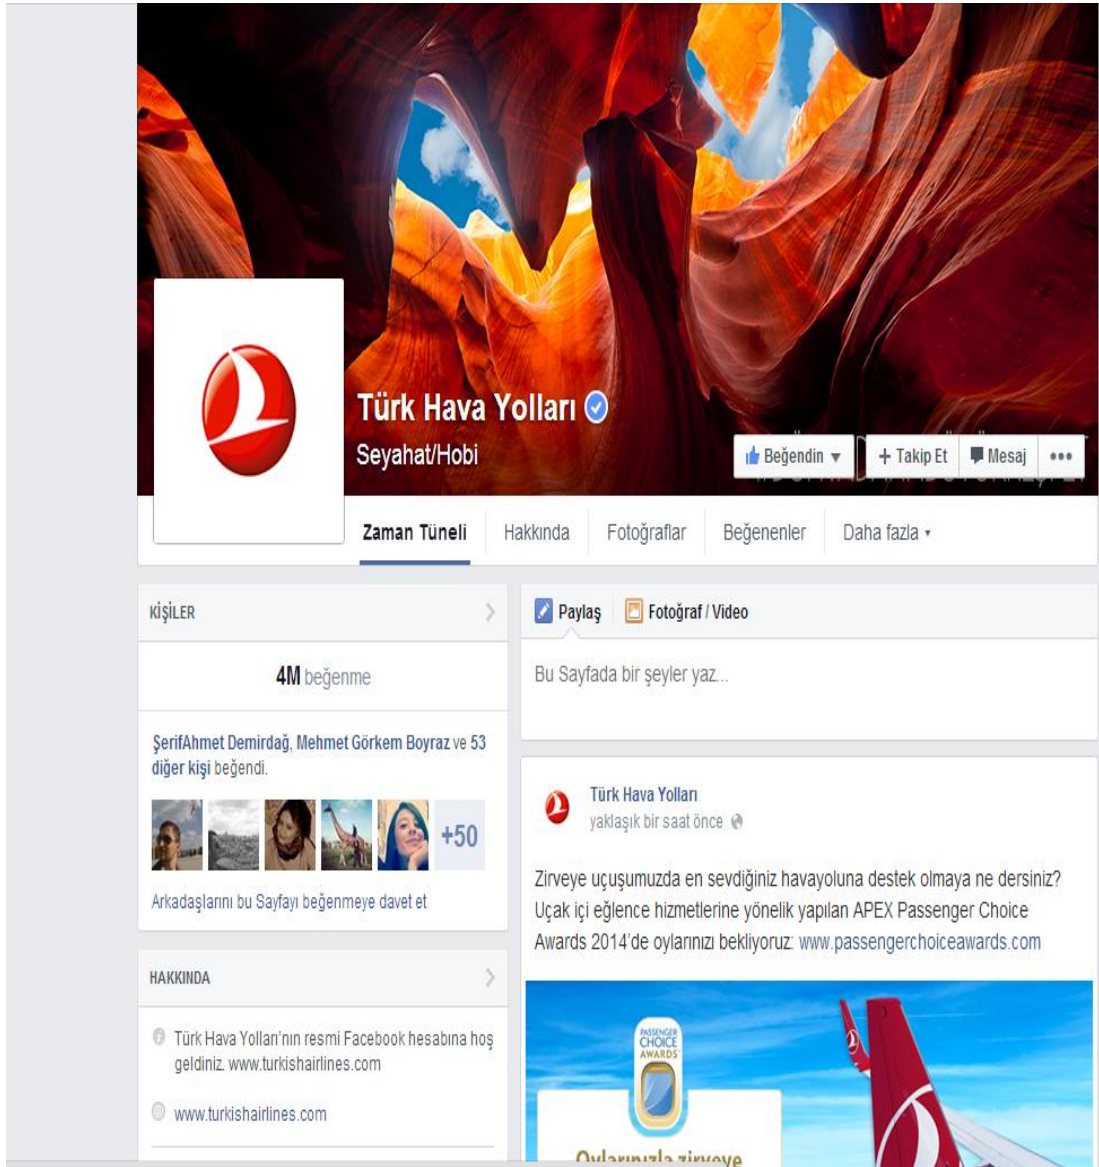 Türk Hava Yolları
Seyahat/Hobi
Beğendin
+ Takip Et
Mesaj
Zaman Tüneli
Hakkında
Fotoğraflar
Beğenenler
Daha fazla
KİŞİLER
4M beğenme
ŞerifAhmet Demirdağ, Mehmet Görkem Boyraz ve 53
diğer kişi beğendi.
+50
Arkadaşlarını bu Sayfayı beğenmeye davet et
HAKKINDA
Türk Hava Yolları'nın resmi Facebook hesabına hoş
geldiniz. www.turkishairlines.com
www.turkishairlines.com
Paylaş
Fotoğraf / Video
Bu Sayfada bir şeyler yaz...
Türk Hava Yolları
yaklaşık bir saat önce
Zirveye uçuşumuzda en sevdiğiniz havayoluna destek olmaya ne dersiniz?
Uçak içi eğlence hizmetlerine yönelik yapılan APEX Passenger Choice
Awards 2014'de oylarınızı bekliyoruz: www.passengerchoiceawards.com
PASSENGER
CHOICE
AWARDS
Oylarınızla zirveye